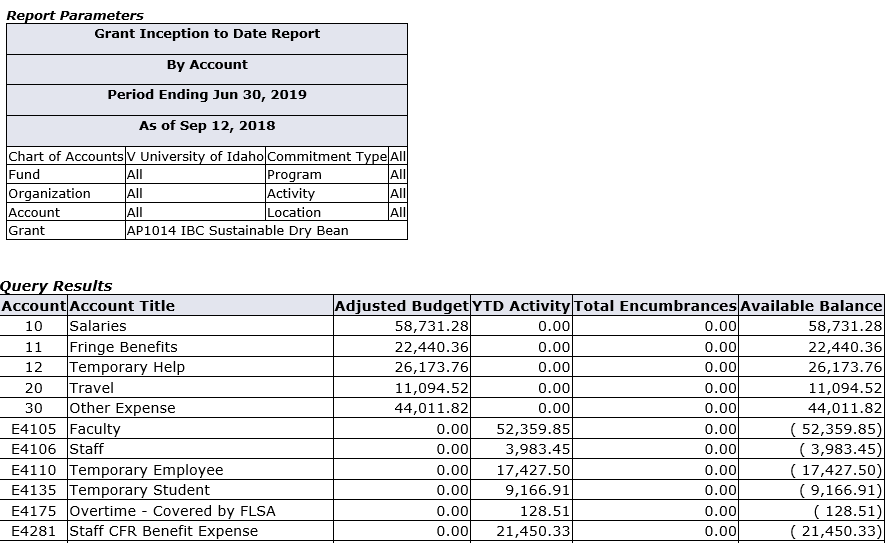 Report Parameters
Grant Inception to Date Report
By Account
Period Ending Jun 30, 2019
As of Sep 12, 2018
Chart of Accounts V University of Idaho Commitment Type All
Fund All Program All
Organization All Activity All
Account All Location All
Grant AP1014 IBC Sustainable Dry Bean
Query Results
Account Account Title Adjusted Budget YTD Activity Total Encumbrances Available Balance
10 Salaries 58,731.28 0.00 0.00 58,731.28
11 Fringe Benefits 22,440.36 0.00 0.00 22,440.36
12 Temporary Help 26,173.76 0.00 0.00 26,173.76
20 Travel 11,094.52 0.00 0.00 11,094.52
30 Other Expense 44,011.82 0.00 0.00 44,011.82
E4105 Faculty 0.00 52,359.85 0.00 ( 52,359.85)
E4106 Staff 0.00 3,983.45 0.00 ( 3,983.45)
E4110 Temporary Employee 0.00 17,427.50 0.00 ( 17,427.50)
E4135 Temporary Student 0.00 9,166.91 0.00 ( 9,166.91)
E4175 Overtime - Covered by FLSA 0.00 128.51 0.00 ( 128.51)
E4281 Staff CFR Benefit Expense 0.00 21,450.33 0.00 ( 21,450.33)